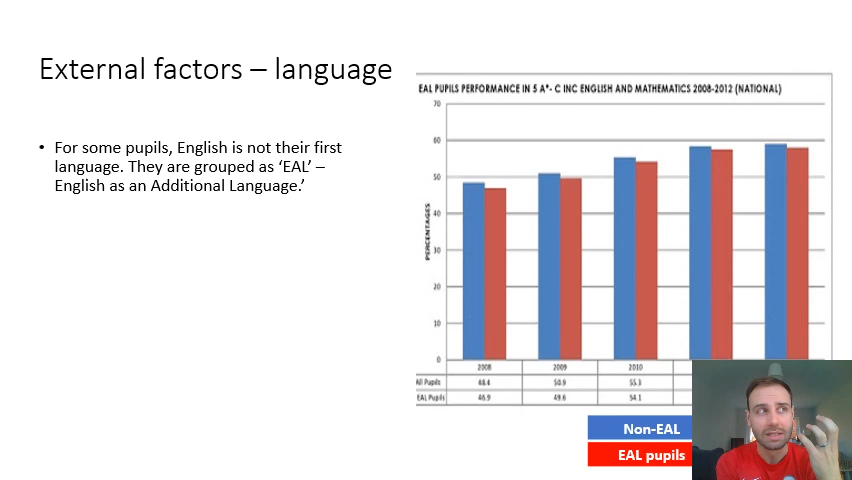 External factors – language
• For some pupils, English is not their first
language. They are grouped as ‘EAL’ –
English as an Additional Language.’
EAL PUPILS PERFORMANCE IN 5 A*- C INC ENGLISH AND MATHEMATICS 2008-2012 (NATIONAL)
70
60
50
40
30
20
10
0
PERCENTAGES
2008 2009 2010
All Pupils 48.4 50.9 55.3
EAL Pupils 46.9 49.6 54.1
Non-EAL
EAL pupils